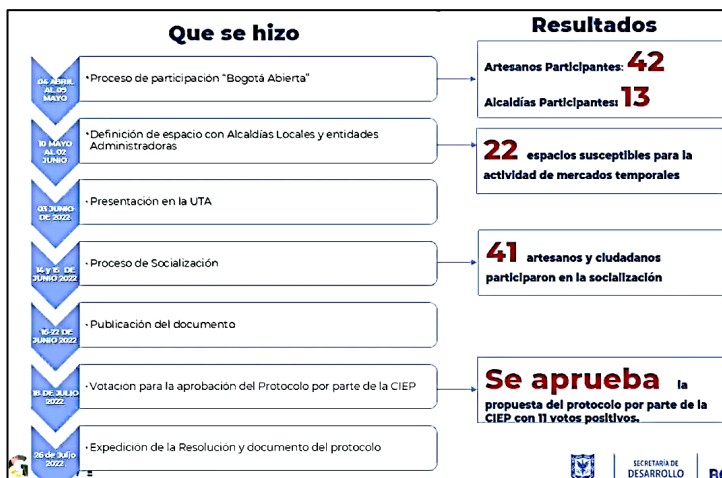 Que se hizo
Resultados
04 ABRIL
AL 05
MAYO
• Proceso de participación "Bogotá Abierta"
Artesanos Participantes: 42
Alcaldías Participantes: 13
10 MAYO
AL 02
JUNIO
• Definición de espacio con Alcaldías Locales y entidades
Administradoras
22 espacios susceptibles para la
actividad de mercados temporales
03 JUNIO
DE 2022
• Presentación en la UTA
14 y 15 DE
JUNIO 2022
• Proceso de Socialización
41 artesanos y ciudadanos
participaron en la socialización
16-22 DE
JUNIO 2022
• Publicación del documento
18 DE JULIO
2022
• Votación para la aprobación del Protocolo por parte de la CIEP
Se aprueba la
propuesta del protocolo por parte de la
CIEP con 11 votos positivos.
26 de Julio
2022
• Expedición de la Resolución y documento del protocolo
SECRETARÍA DE
DESARROLLO